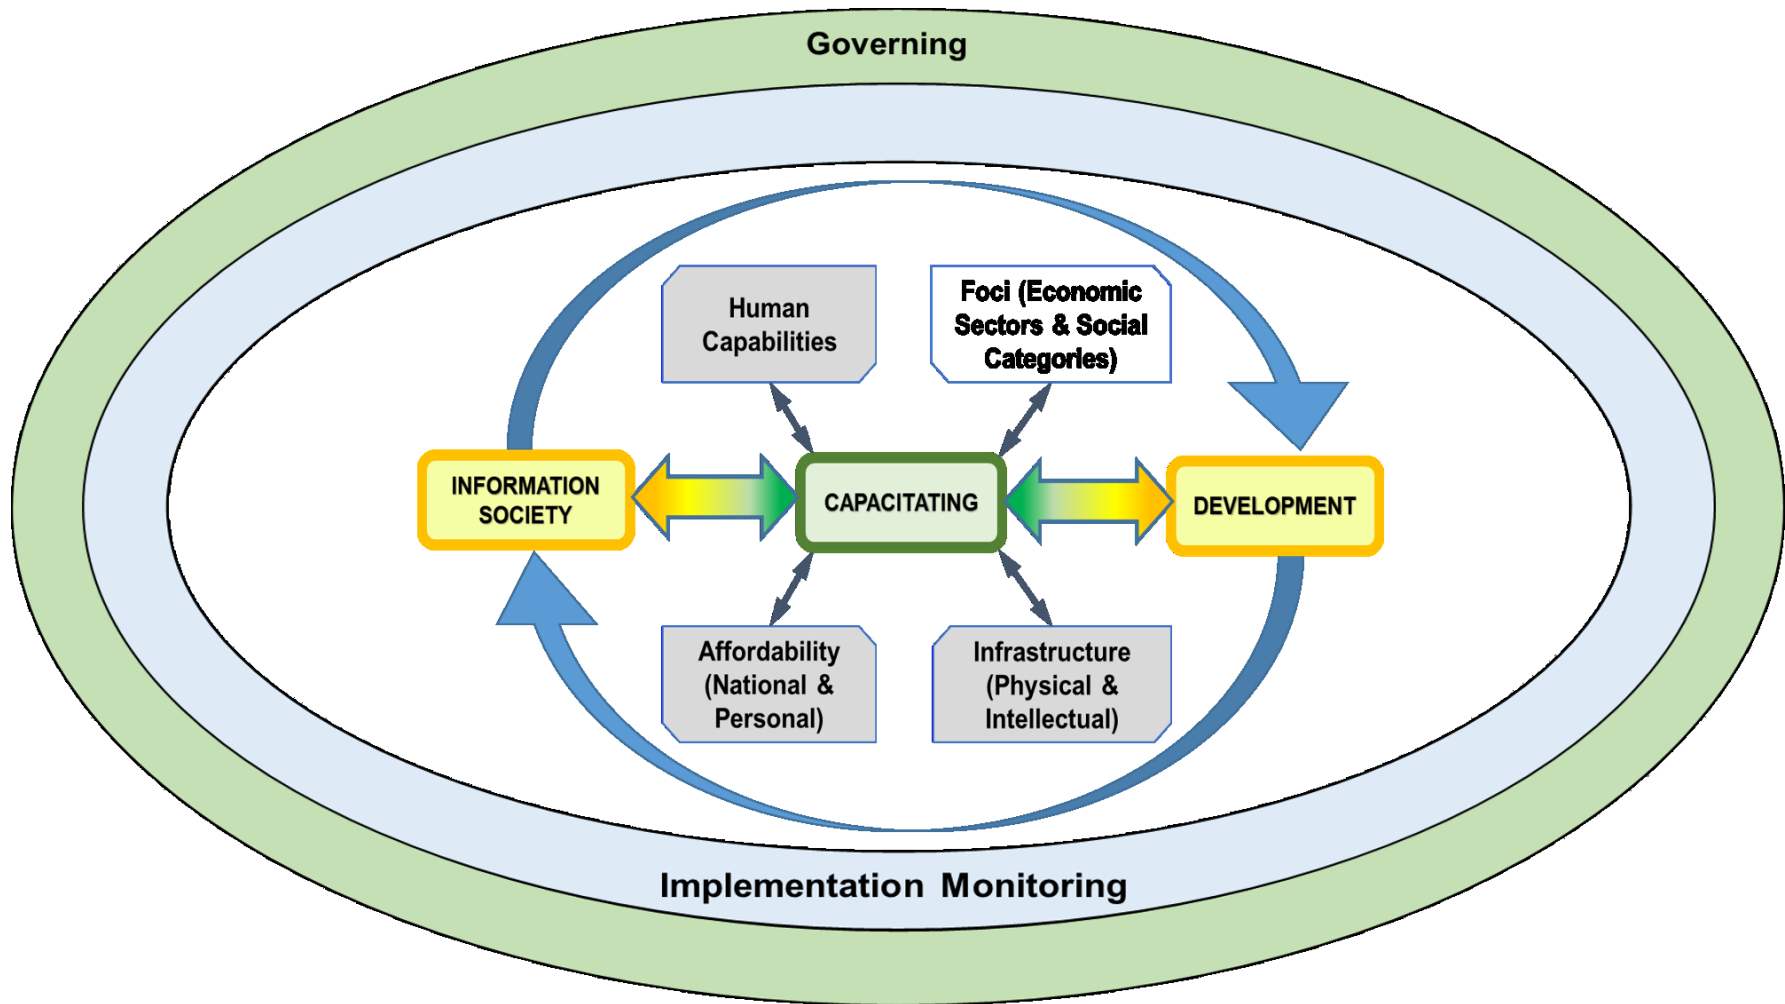 Governing
Human
Capabilities
Foci (Economic
Sectors & Social
Categories)
INFORMATION
SOCIETY
CAPACITATING
DEVELOPMENT
Affordability
(National &
Personal)
Infrastructure
(Physical &
Intellectual)
Implementation Monitoring